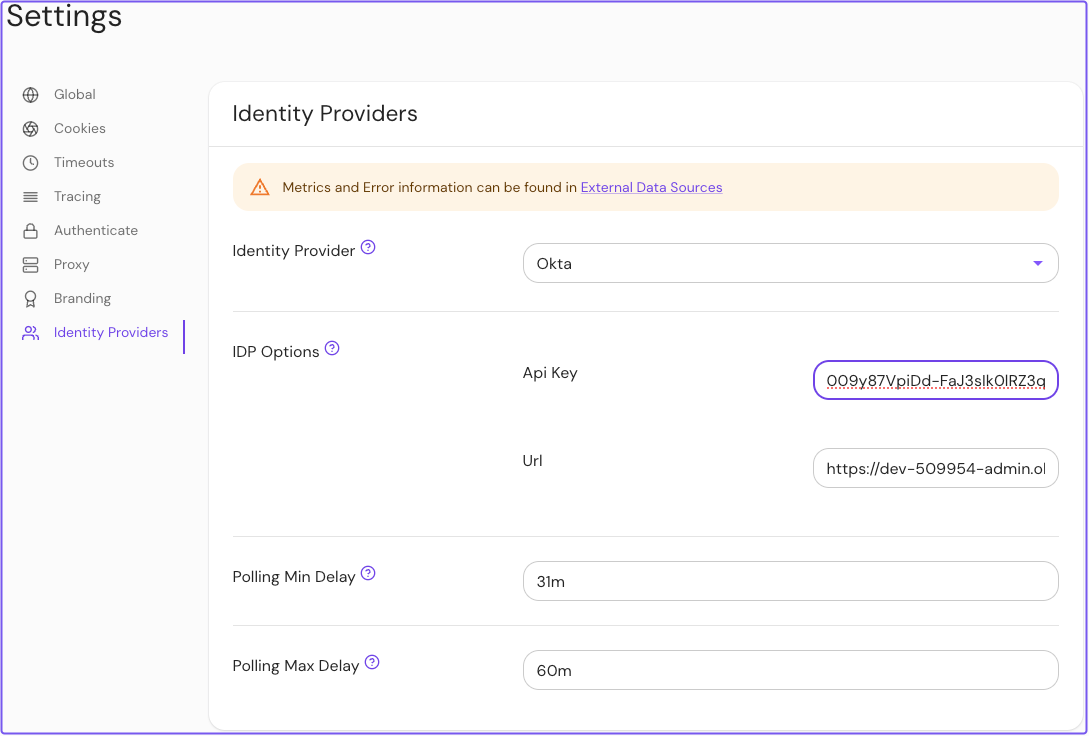 Settings
Global
Cookies
Timeouts
Tracing
Authenticate
Proxy
Branding
Identity Providers
Identity Providers
Metrics and Error information can be found in External Data Sources
Identity Provider
Okta
IDP Options
Api Key
009y87VpiDd-FaJ3slk0lRZ3q
Url
https://dev-509954-admin.ol
Polling Min Delay
31m
Polling Max Delay
60m